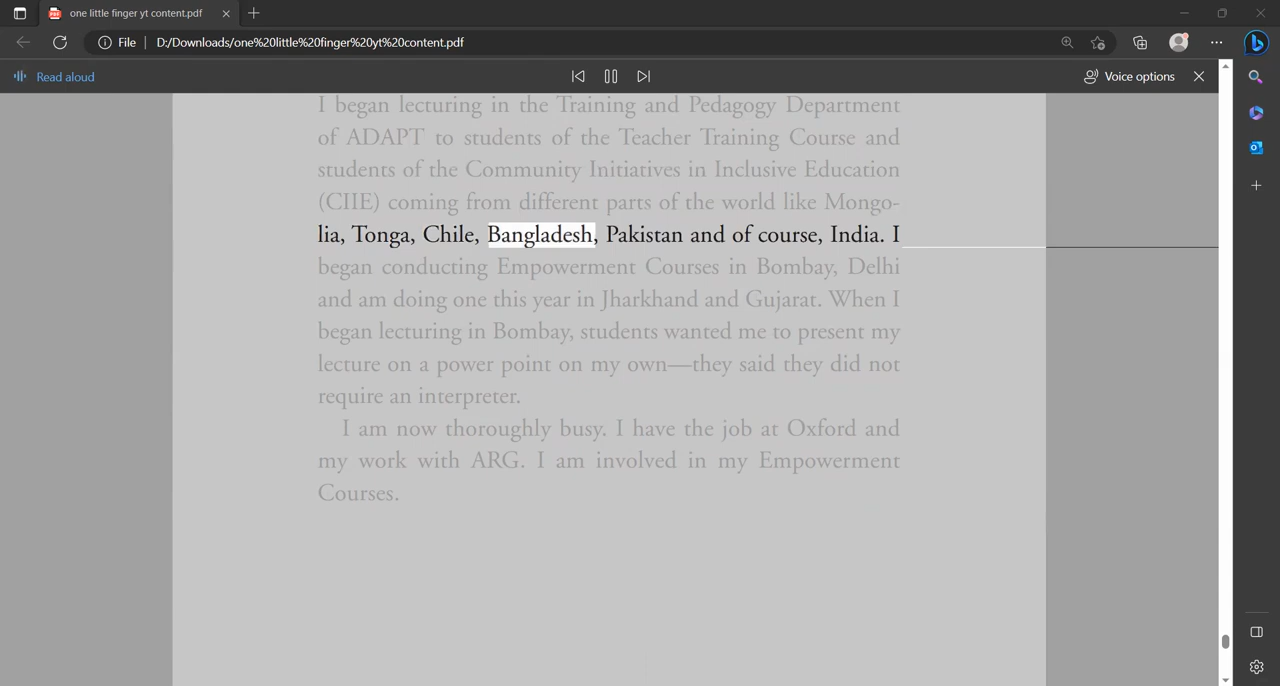 one little finger yt content.pdf
File
D:/Downloads/one%20little%20finger%20yt%20content.pdf
Read aloud
Voice options
I began lecturing in the Training and Pedagogy Department
of ADAPT to students of the Teacher Training Course and
students of the Community Initiatives in Inclusive Education
(CIIE) coming from different parts of the world like Mongo-
lia, Tonga, Chile, Bangladesh, Pakistan and of course, India. I
began conducting Empowerment Courses in Bombay, Delhi
and am doing one this year in Jharkhand and Gujarat. When I
began lecturing in Bombay, students wanted me to present my
lecture on a power point on my own—they said they did not
require an interpreter.
I am now thoroughly busy. I have the job at Oxford and
my work with ARG. I am involved in my Empowerment
Courses.